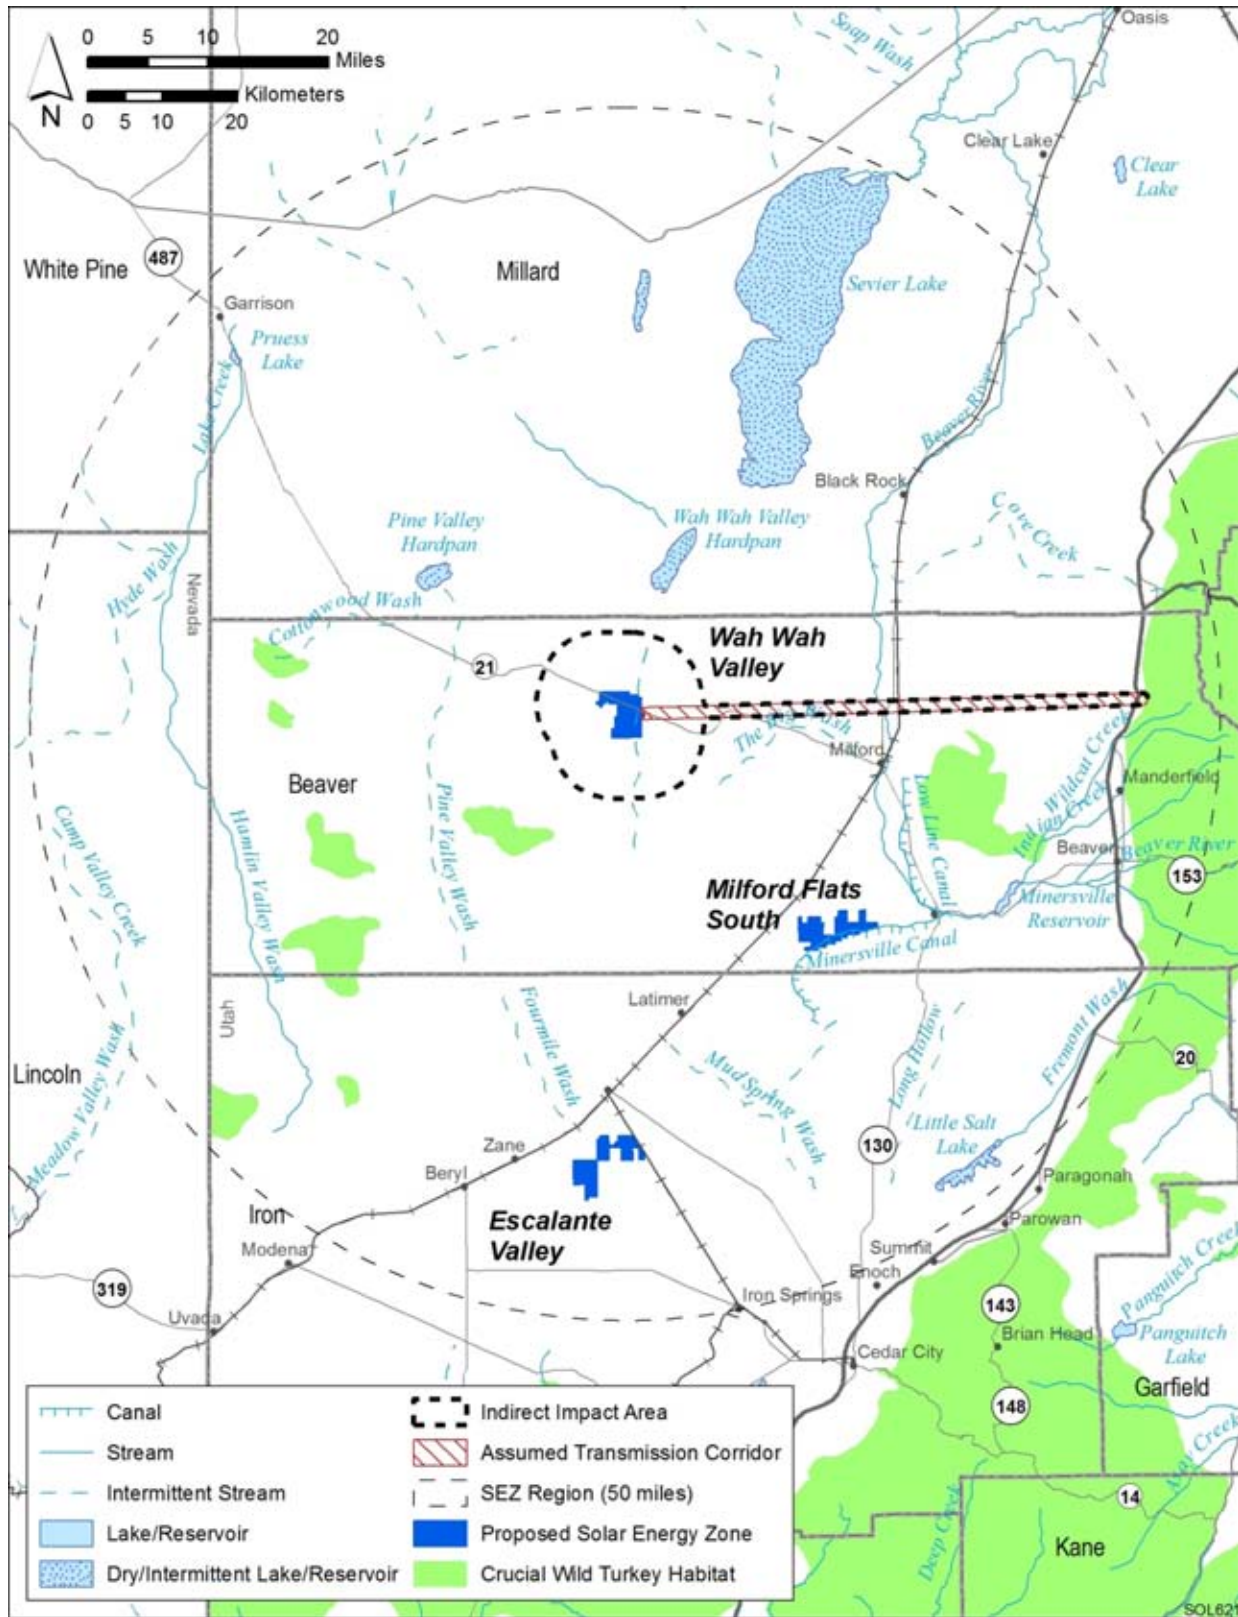 0 5 10 20
Miles
Kilometers
0 5 10 20
N
Oasis
Soap Wash
Clear Lake
Clear
Lake
White Pine
487
Millard
Sevier Lake
Garrison
Pruess
Lake
Lake Creek
Beaver River
Black Rock
Pine Valley
Hardpan
Wah Wah Valley
Hardpan
Cove Creek
Hyde Wash
Nevada
Cottonwood Wash
Wah Wah
Valley
21
The Big Wash
Milford
Wildcat Creek
Manderfield
Beaver
Indian Creek
Low Line Canal
Camp Valley Creek
Hamlin Valley Wash
Pine Valley Wash
Beaver
Beaver River
153
Milford Flats
South
Minersville
Reservoir
Minersville Canal
Latimer
Utah
Fourmile Wash
Fremont Wash
20
Lincoln
Mud Spring Wash
Long Hollow
Meadow Valley Wash
Little Salt
Lake
130
Zane
Beryl
Paragonah
Escalante
Valley
Iron
Parowan
Modena
Summit
Enoch
Panguitch Creek
319
Iron Springs
143
Uvada
Brian Head
Panguitch
Lake
Cedar City
Garfield
148
Asay Creek
14
Deep Creek
Kane
Canal
Stream
Intermittent Stream
Lake/Reservoir
Dry/Intermittent Lake/Reservoir
Indirect Impact Area
Assumed Transmission Corridor
SEZ Region (50 miles)
Proposed Solar Energy Zone
Crucial Wild Turkey Habitat
SOL621